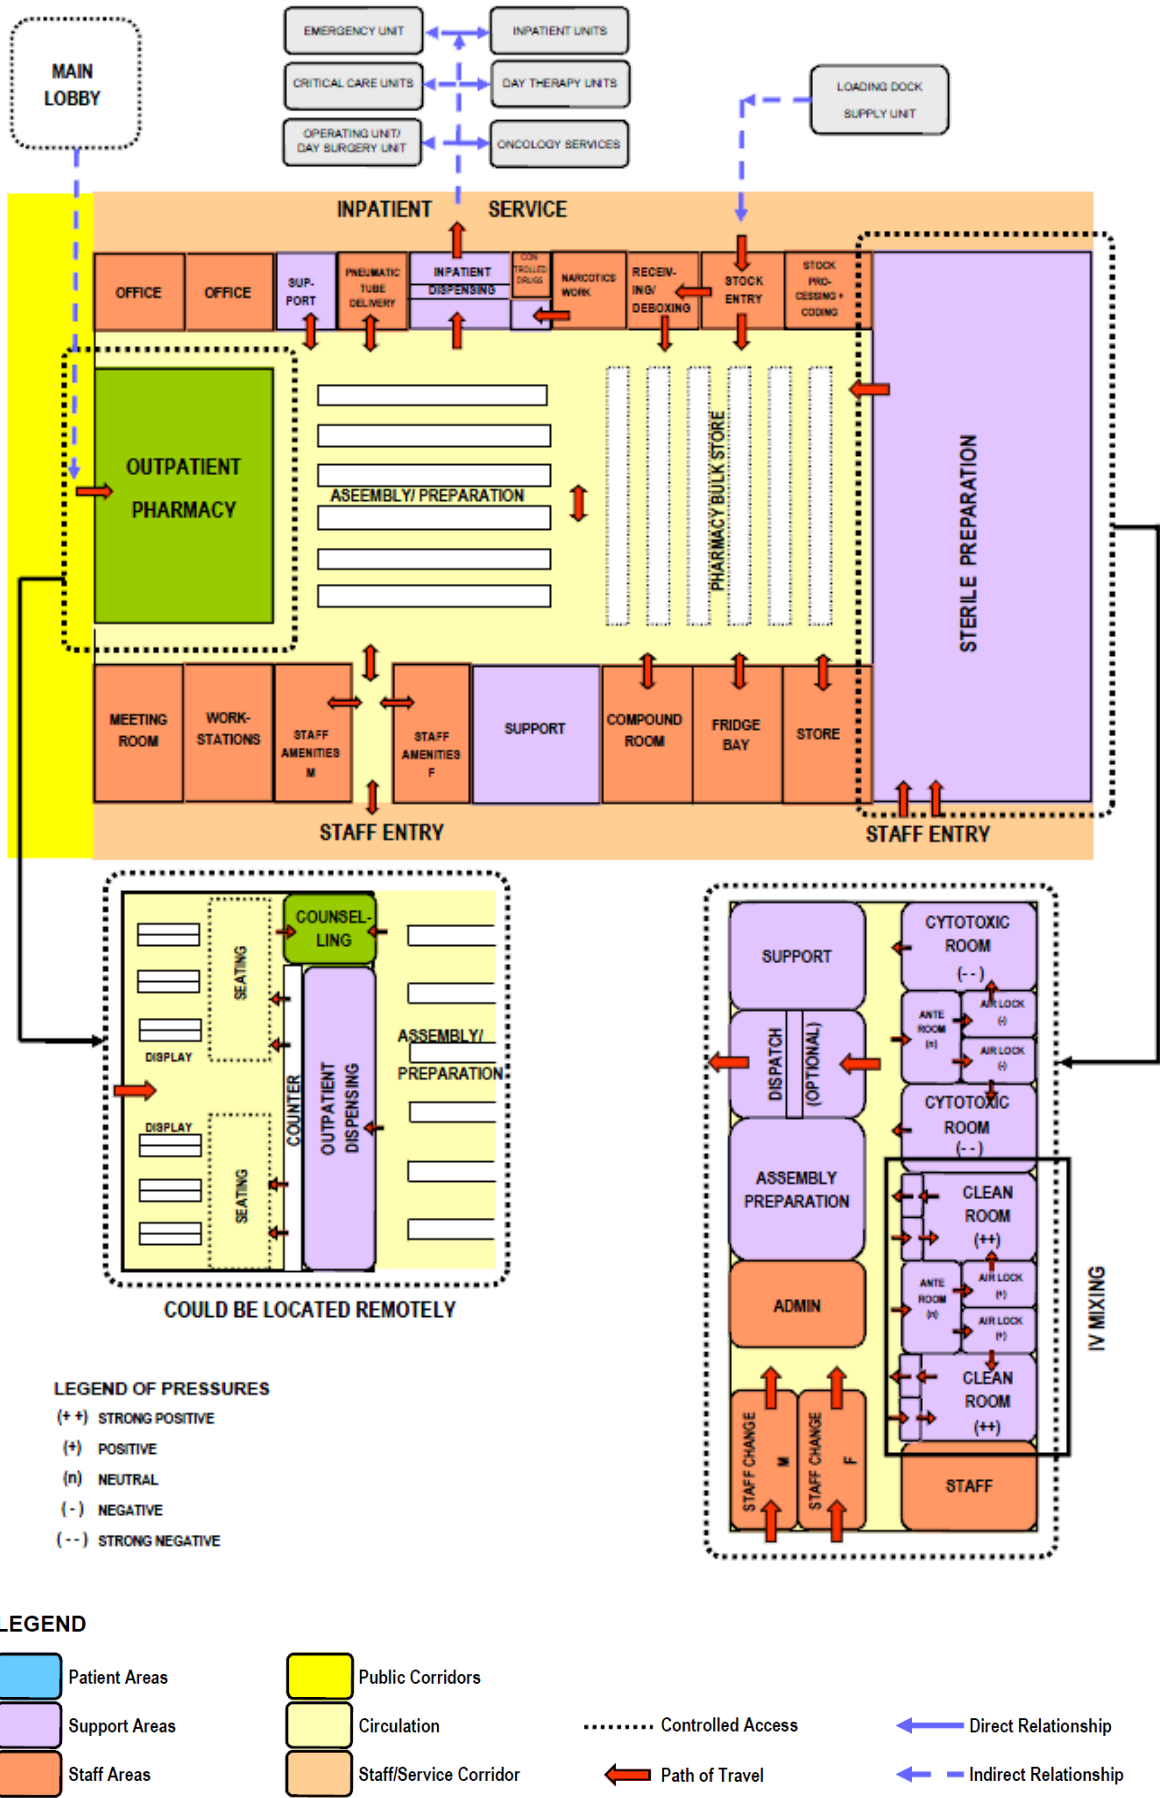 MAIN
LOBBY
EMERGENCY UNIT
INPATIENT UNITS
CRITICAL CARE UNITS
DAY THERAPY UNITS
OPERATING UNIT/
DAY SURGERY UNIT
ONCOLOGY SERVICES
LOADING DOCK
SUPPLY UNIT
INPATIENT SERVICE
OFFICE
OFFICE
SUP-
PORT
PNEUMATIC
TUBE
DELIVERY
INPATIENT
DISPENSING
CON-
TROLLED
DRUGS
NARCOTICS
WORK
RECEIV-
ING/
DEBOXING
STOCK
ENTRY
STOCK
PRO-
CESSING +
CODING
OUTPATIENT
PHARMACY
ASEEMBLY/ PREPARATION
PHARMACY BULK STORE
STERILE PREPARATION
MEETING
ROOM
WORK-
STATIONS
STAFF
AMENITIES
M
STAFF
AMENITIES
F
SUPPORT
COMPOUND
ROOM
FRIDGE
BAY
STORE
STAFF ENTRY
STAFF ENTRY
COUNSEL-
LING
SEATING
DISPLAY
DISPLAY
SEATING
COUNTER
OUTPATIENT
DISPENSING
ASSEMBLY/
PREPARATION
COULD BE LOCATED REMOTELY
SUPPORT
DISPATCH
(OPTIONAL)
ASSEMBLY
PREPARATION
ADMIN
STAFF CHANGE
M
STAFF CHANGE
F
CYTOTOXIC
ROOM
(- -)
ANTE
ROOM
(n)
AIR LOCK
(-)
AIR LOCK
(-)
CYTOTOXIC
ROOM
(- -)
CLEAN
ROOM
(++)
ANTE
ROOM
(n)
AIR LOCK
(+)
AIR LOCK
(+)
CLEAN
ROOM
(++)
STAFF
IV MIXING
LEGEND OF PRESSURES
(+ +) STRONG POSITIVE
(+) POSITIVE
(n) NEUTRAL
(-) NEGATIVE
(- -) STRONG NEGATIVE
LEGEND
Patient Areas
Public Corridors
Support Areas
Circulation
Controlled Access
Direct Relationship
Staff Areas
Staff/Service Corridor
Path of Travel
Indirect Relationship